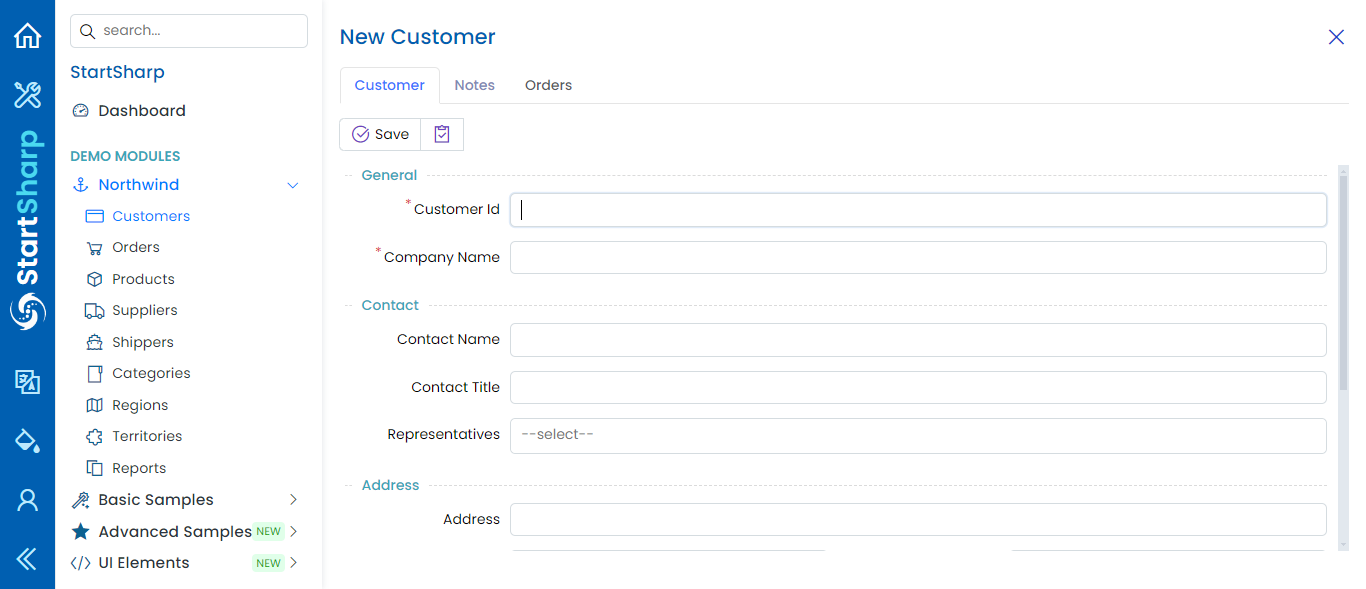 search...
StartSharp
Dashboard
DEMO MODULES
Northwind
Customers
Orders
Products
Suppliers
Shippers
Categories
Regions
Territories
Reports
Basic Samples
Advanced Samples NEW
UI Elements NEW
StartSharp
New Customer
Customer Notes Orders
Save
General
* Customer Id
* Company Name
Contact
Contact Name
Contact Title
Representatives --select--
Address
Address